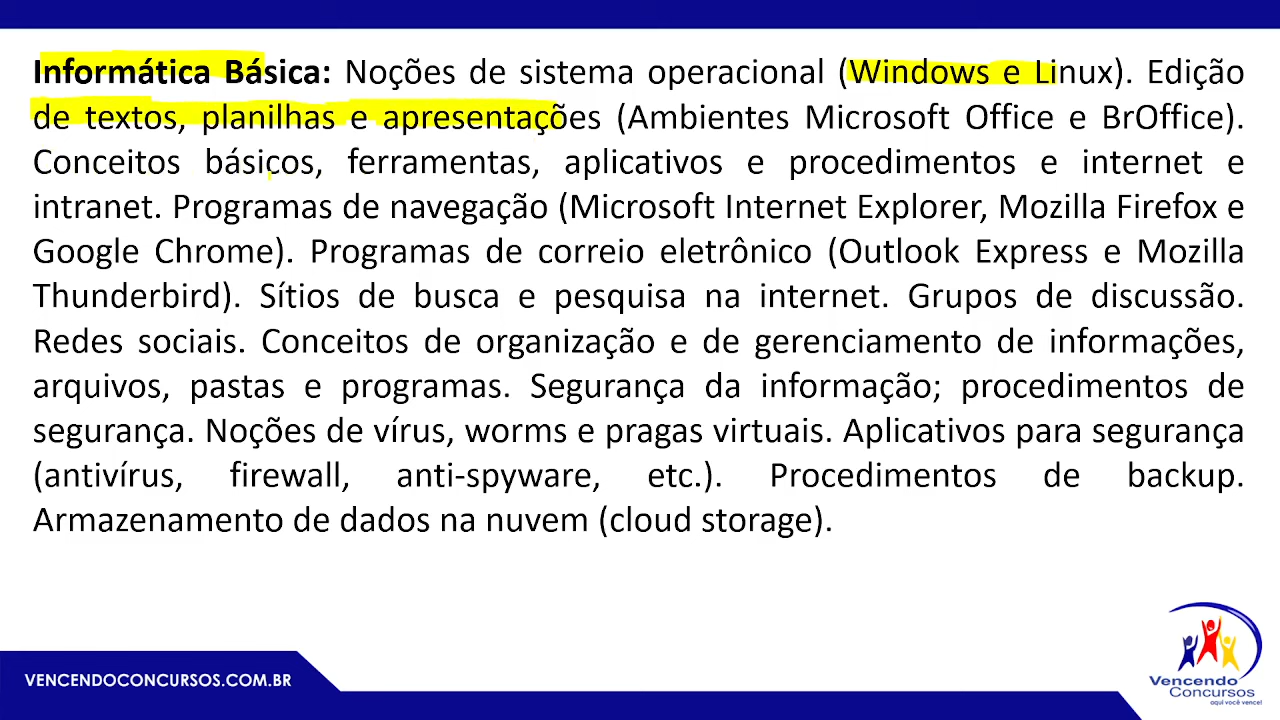 Informática Básica: Noções de sistema operacional (Windows e Linux). Edição
de textos, planilhas e apresentações (Ambientes Microsoft Office e BrOffice).
Conceitos básicos, ferramentas, aplicativos e procedimentos e internet e
intranet. Programas de navegação (Microsoft Internet Explorer, Mozilla Firefox e
Google Chrome). Programas de correio eletrônico (Outlook Express e Mozilla
Thunderbird). Sítios de busca e pesquisa na internet. Grupos de discussão.
Redes sociais. Conceitos de organização e de gerenciamento de informações,
arquivos, pastas e programas. Segurança da informação; procedimentos de
segurança. Noções de vírus, worms e pragas virtuais. Aplicativos para segurança
(antivírus, firewall, anti-spyware, etc.). Procedimentos de backup.
Armazenamento de dados na nuvem (cloud storage).
VENCENDOCONCURSOS.COM.BR
Vencendo
Concursos
aqui você vence!